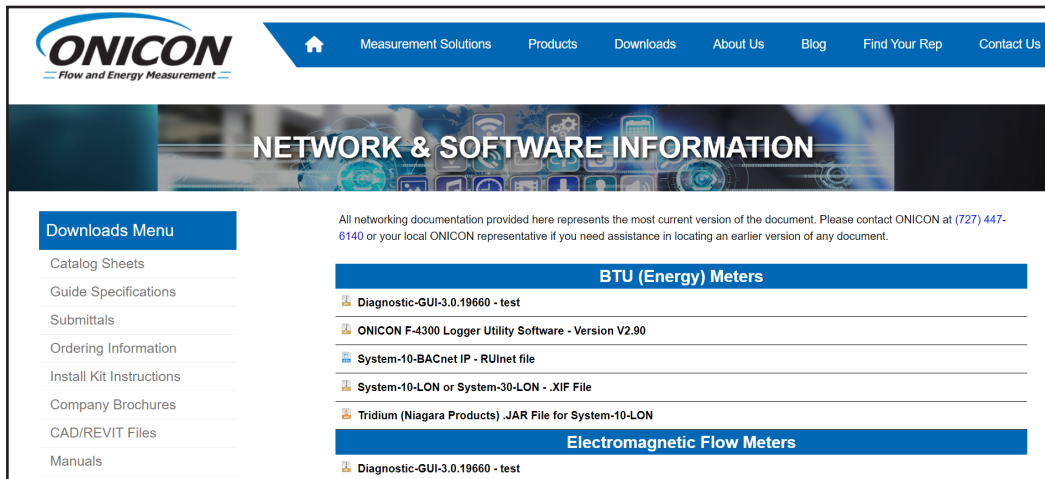 ONICON
Flow and Energy Measurement
Measurement Solutions Products Downloads About Us Blog Find Your Rep Contact Us
NETWORK & SOFTWARE INFORMATION
Downloads Menu
Catalog Sheets
Guide Specifications
Submittals
Ordering Information
Install Kit Instructions
Company Brochures
CAD/REVIT Files
Manuals
All networking documentation provided here represents the most current version of the document. Please contact ONICON at (727) 447-
6140 or your local ONICON representative if you need assistance in locating an earlier version of any document.
BTU (Energy) Meters
Diagnostic-GUI-3.0.19660 - test
ONICON F-4300 Logger Utility Software - Version V2.90
System-10-BACnet IP - RUInet file
System-10-LON or System-30-LON - .XIF File
Tridium (Niagara Products) .JAR File for System-10-LON
Electromagnetic Flow Meters
Diagnostic-GUI-3.0.19660 - test